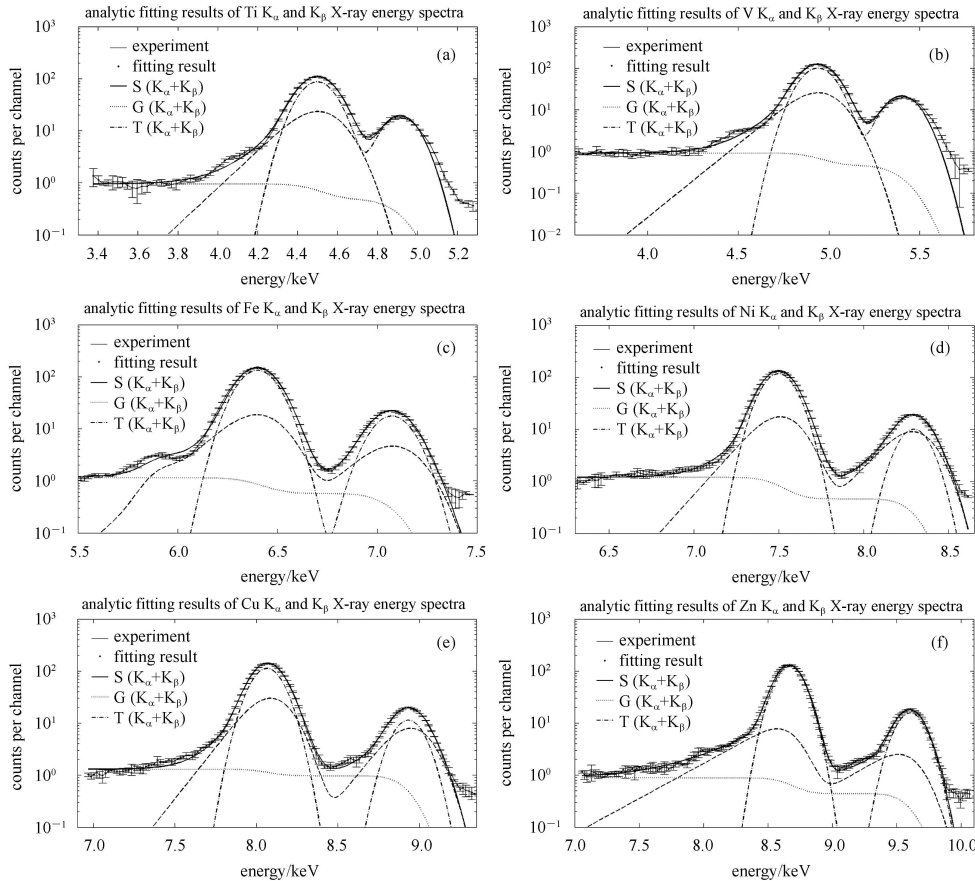 analytic fitting results of Ti Kα and Kβ X-ray energy spectra
10³
10²
10¹
10⁰
10⁻¹
counts per channel
experiment
fitting result
S (Kα+Kβ)
G (Kα+Kβ)
T (Kα+Kβ)
(a)
3.4 3.6 3.8 4.0 4.2 4.4 4.6 4.8 5.0 5.2
energy/keV
analytic fitting results of V Kα and Kβ X-ray energy spectra
10³
10²
10¹
10⁰
10⁻¹
10⁻²
counts per channel
experiment
fitting result
S (Kα+Kβ)
G (Kα+Kβ)
T (Kα+Kβ)
(b)
4.0 4.5 5.0 5.5
energy/keV
analytic fitting results of Fe Kα and Kβ X-ray energy spectra
10³
10²
10¹
10⁰
10⁻¹
counts per channel
experiment
fitting result
S (Kα+Kβ)
G (Kα+Kβ)
T (Kα+Kβ)
(c)
5.5 6.0 6.5 7.0 7.5
energy/keV
analytic fitting results of Ni Kα and Kβ X-ray energy spectra
10³
10²
10¹
10⁰
10⁻¹
counts per channel
experiment
fitting result
S (Kα+Kβ)
G (Kα+Kβ)
T (Kα+Kβ)
(d)
6.5 7.0 7.5 8.0 8.5
energy/keV
analytic fitting results of Cu Kα and Kβ X-ray energy spectra
10³
10²
10¹
10⁰
10⁻¹
counts per channel
experiment
fitting result
S (Kα+Kβ)
G (Kα+Kβ)
T (Kα+Kβ)
(e)
7.0 7.5 8.0 8.5 9.0
energy/keV
analytic fitting results of Zn Kα and Kβ X-ray energy spectra
10³
10²
10¹
10⁰
10⁻¹
counts per channel
experiment
fitting result
S (Kα+Kβ)
G (Kα+Kβ)
T (Kα+Kβ)
(f)
7.0 7.5 8.0 8.5 9.0 9.5 10.0
energy/keV